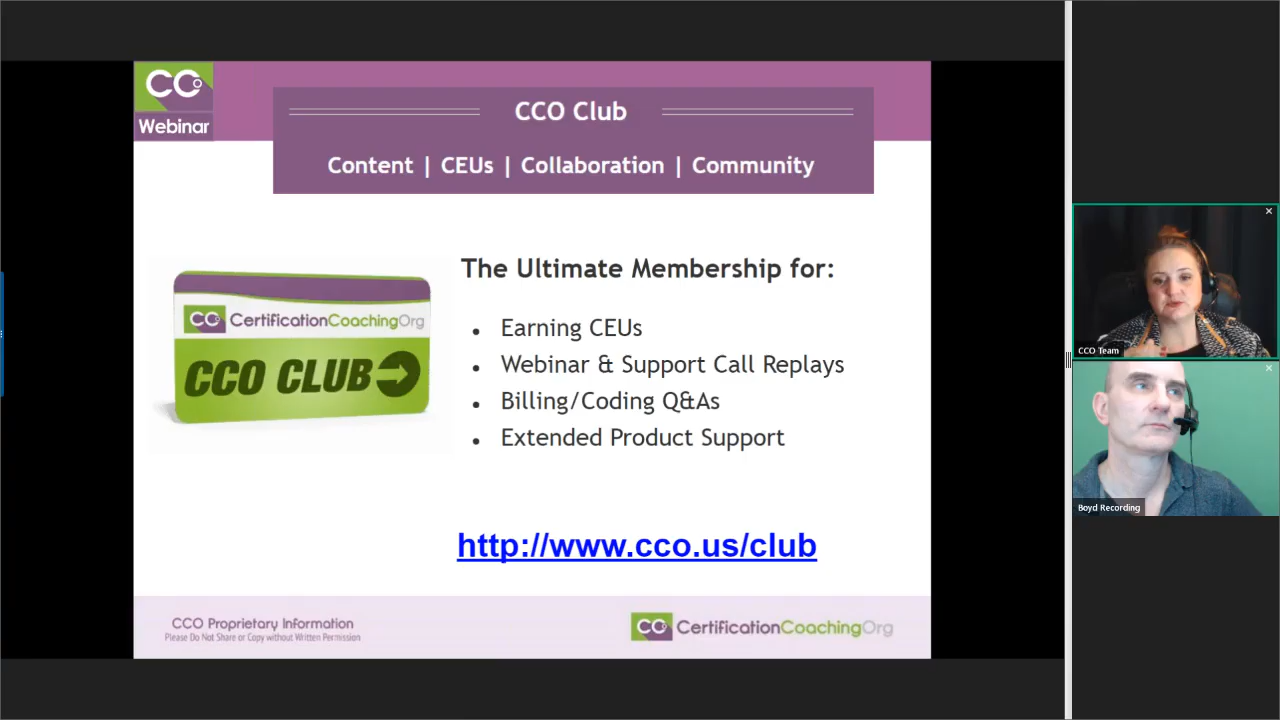 CCO
Webinar
CCO Club
Content | CEUs | Collaboration | Community
The Ultimate Membership for:
CCO CertificationCoachingOrg
CCO CLUB
• Earning CEUs
• Webinar & Support Call Replays
• Billing/Coding Q&As
• Extended Product Support
http://www.cco.us/club
CCO Proprietary Information
Please Do Not Share or Copy without Written Permission
CCO CertificationCoachingOrg
CCO Team
Boyd Recording